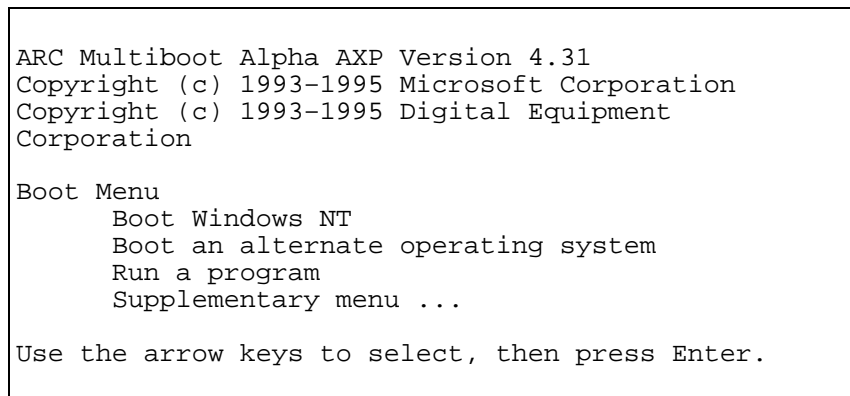 ARC Multiboot Alpha AXP Version 4.31
Copyright (c) 1993–1995 Microsoft Corporation
Copyright (c) 1993–1995 Digital Equipment
Corporation
Boot Menu
Boot Windows NT
Boot an alternate operating system
Run a program
Supplementary menu ...
Use the arrow keys to select, then press Enter.